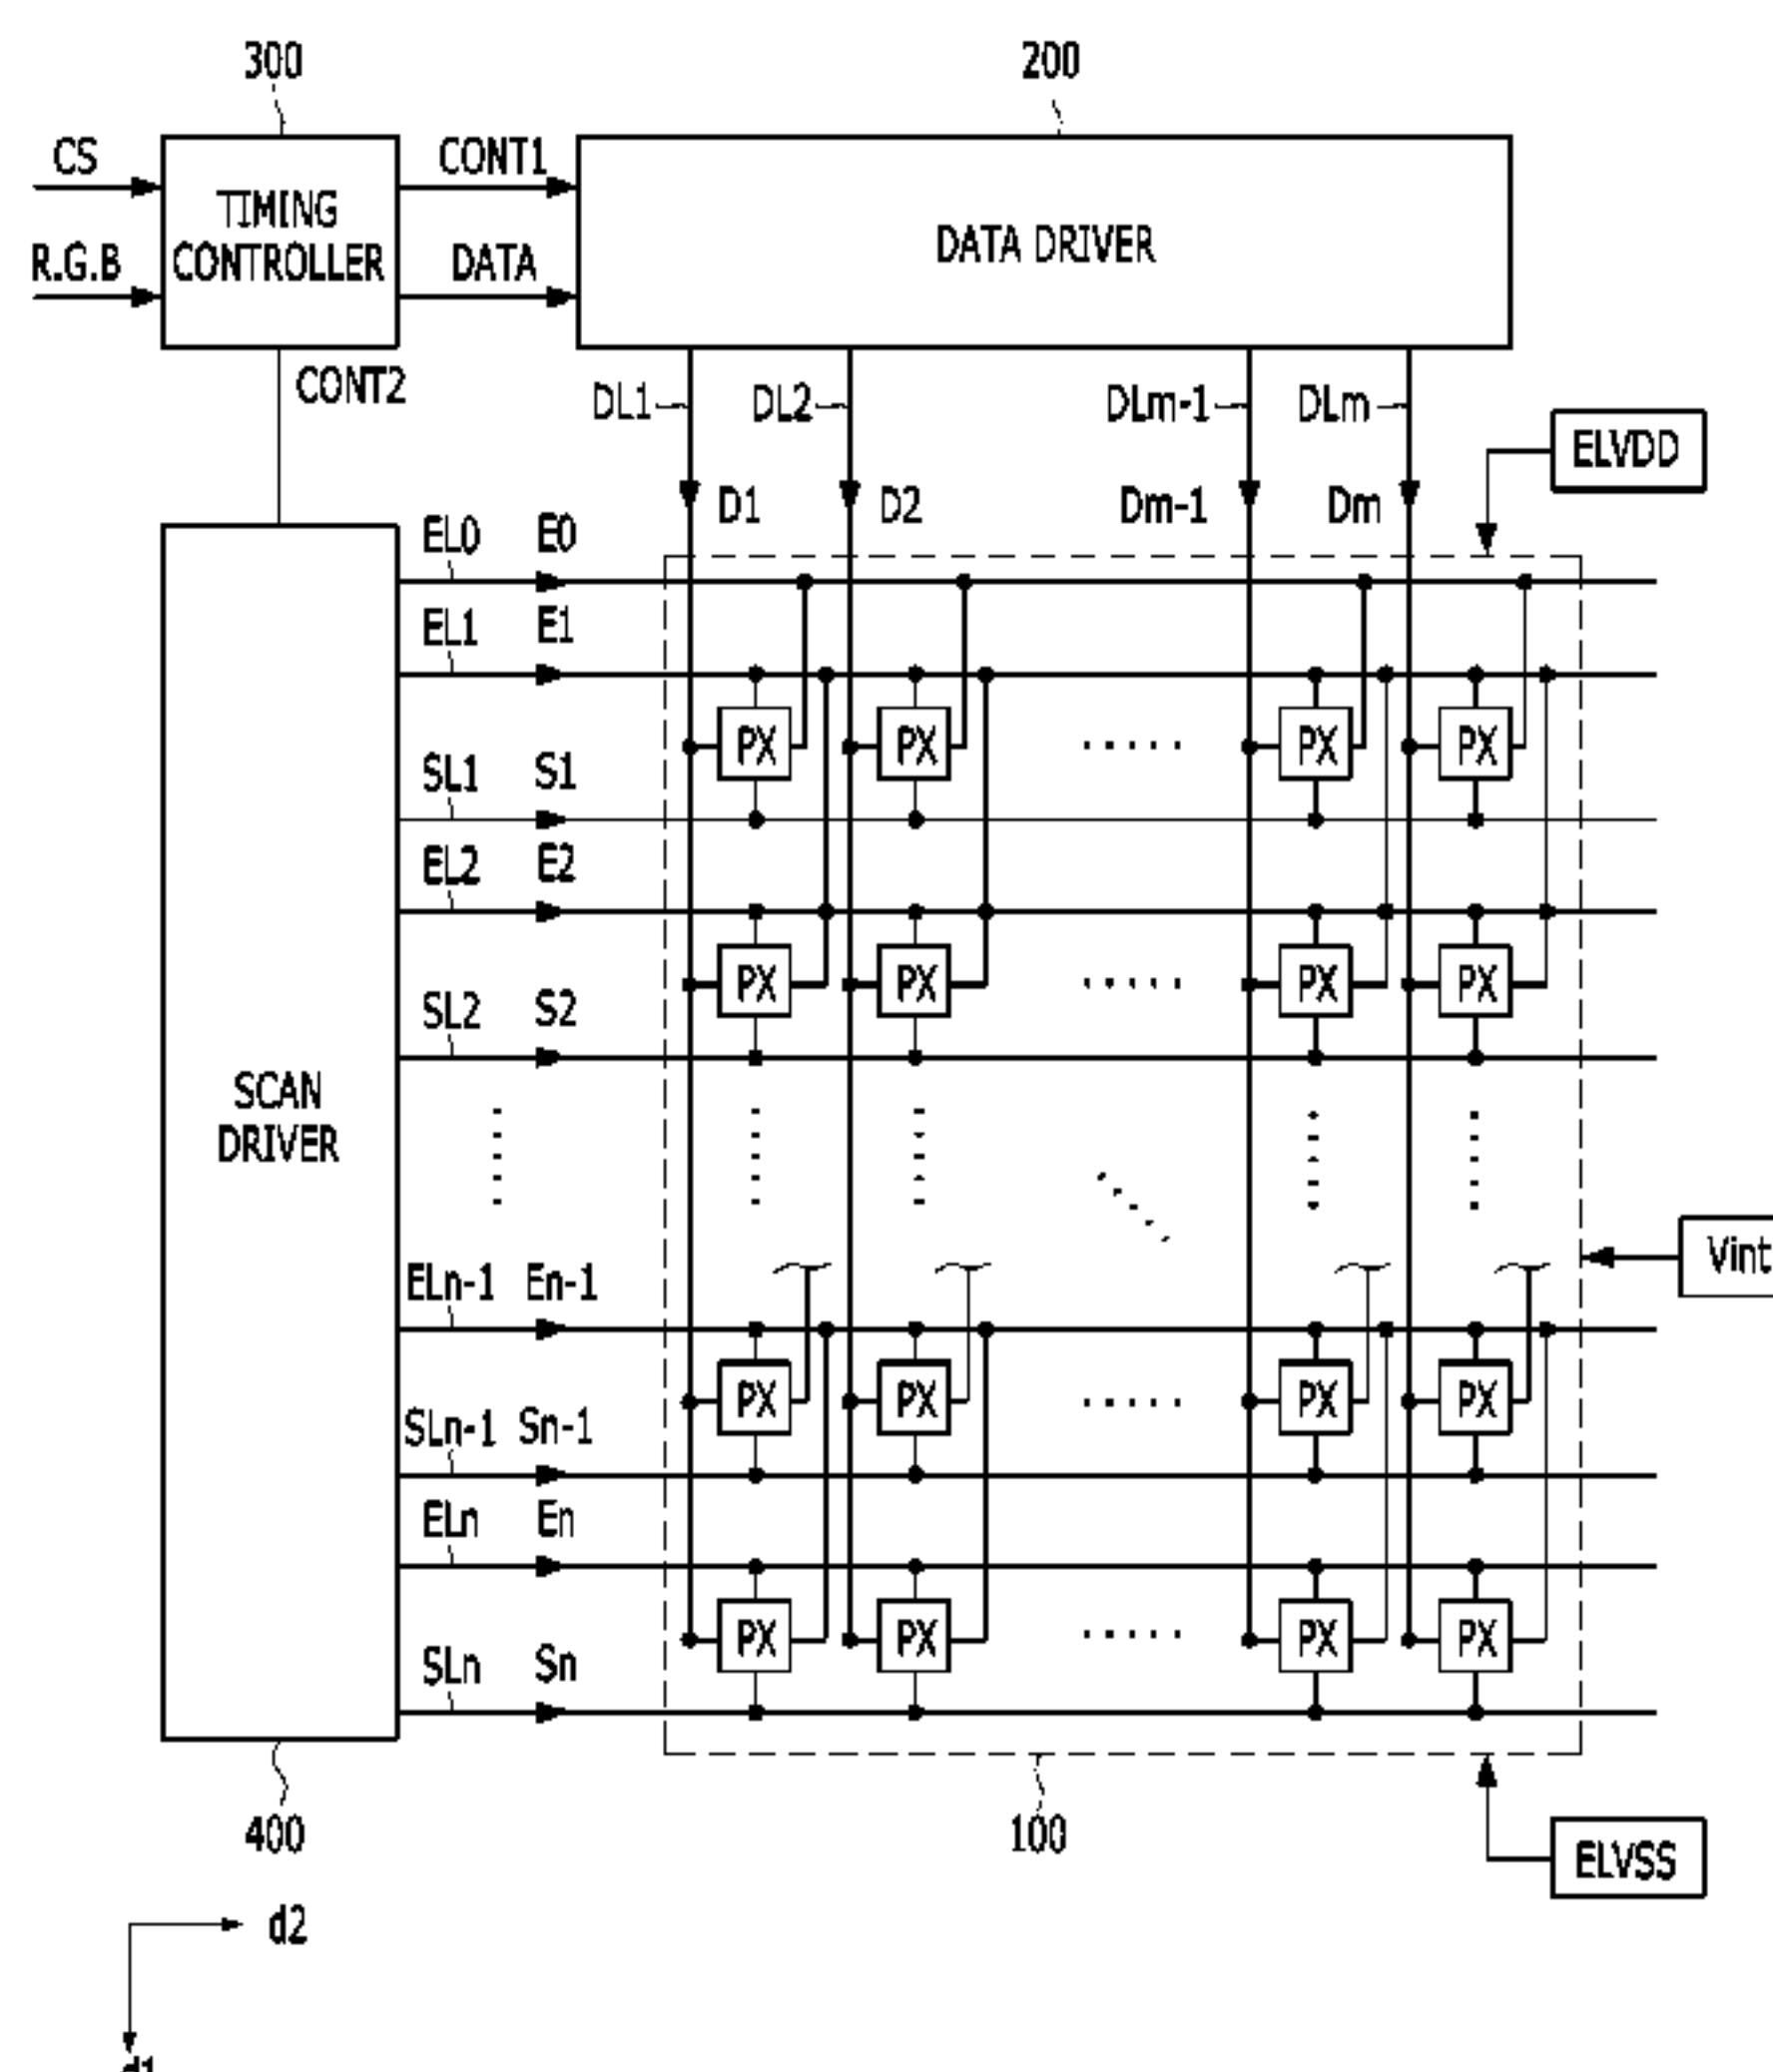 300
200
CS
CONT1
TIMING
CONTROLLER
R.G.B
DATA
DATA DRIVER
CONT2
DL1
DL2
DLm-1
DLm
ELVDD
D1
D2
Dm-1
Dm
EL0
E0
EL1
E1
PX
PX
PX
PX
SL1
S1
EL2
E2
PX
PX
PX
PX
SL2
S2
SCAN
DRIVER
Vint
ELn-1
En-1
PX
PX
PX
PX
SLn-1
Sn-1
ELn
En
PX
PX
PX
PX
SLn
Sn
400
100
ELVSS
d2
d1